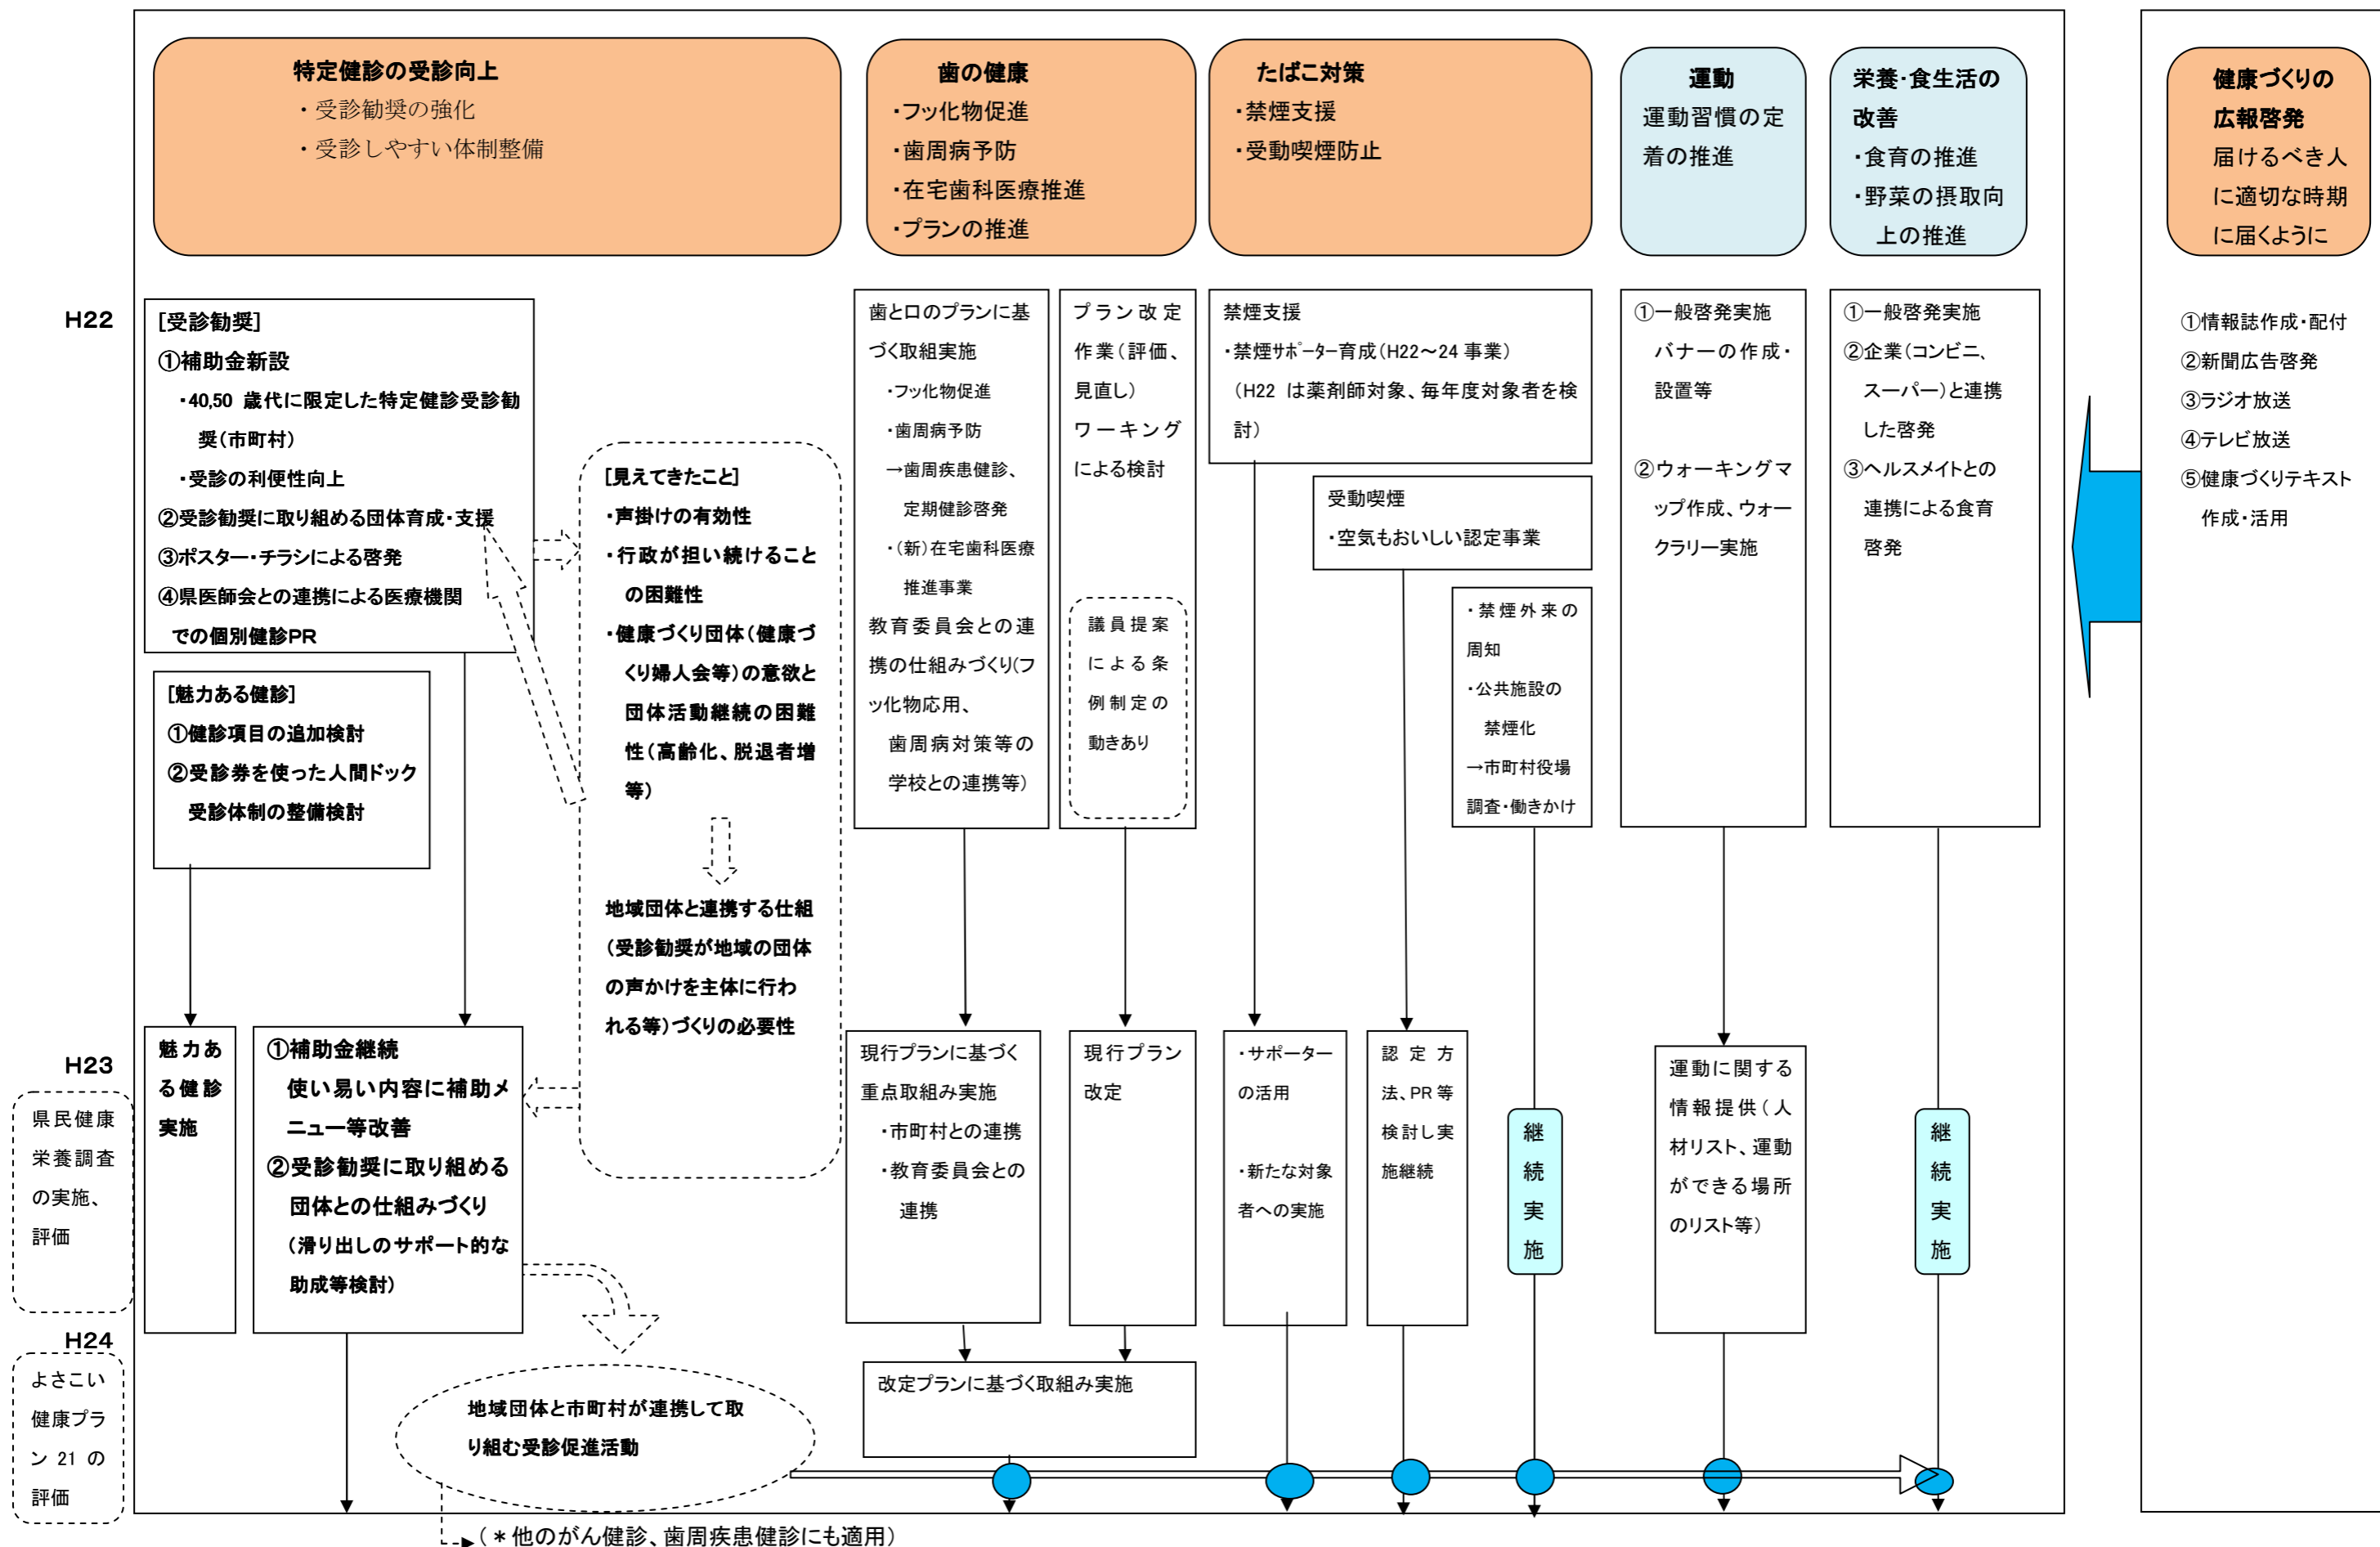 特定健診の受診向上
・受診勧奨の強化
・受診しやすい体制整備
歯の健康
・フッ化物促進
・歯周病予防
・在宅歯科医療推進
・プランの推進
たばこ対策
・禁煙支援
・受動喫煙防止
運動
運動習慣の定
着の推進
栄養・食生活の
改善
・食育の推進
・野菜の摂取向
上の推進
健康づくりの
広報啓発
届けるべき人
に適切な時期
に届くように
H22
[受診勧奨]
①補助金新設
・40,50 歳代に限定した特定健診受診勧
奨(市町村)
・受診の利便性向上
②受診勧奨に取り組める団体育成・支援
③ポスター・チラシによる啓発
④県医師会との連携による医療機関
での個別健診PR
[魅力ある健診]
①健診項目の追加検討
②受診券を使った人間ドック
受診体制の整備検討
[見えてきたこと]
・声掛けの有効性
・行政が担い続けること
の困難性
・健康づくり団体(健康づ
くり婦人会等)の意欲と
団体活動継続の困難
性(高齢化、脱退者増
等)
地域団体と連携する仕組
(受診勧奨が地域の団体
の声かけを主体に行わ
れる等)づくりの必要性
歯と口のプランに基
づく取組実施
・フッ化物促進
・歯周病予防
→歯周疾患健診、
定期健診啓発
・(新)在宅歯科医療
推進事業
教育委員会との連
携の仕組みづくり(フ
ッ化物応用、
歯周病対策等の
学校との連携等)
プラン改定
作業(評価、
見直し)
ワーキング
による検討
議員提案
による条
例制定の
動きあり
禁煙支援
・禁煙サポーター育成(H22～24 事業)
(H22 は薬剤師対象、毎年度対象者を検
討)
受動喫煙
・空気もおいしい認定事業
・禁煙外来の
周知
・公共施設の
禁煙化
→市町村役場
調査・働きかけ
①一般啓発実施
バナーの作成・
設置等
②ウォーキングマ
ップ作成、ウォー
クラリー実施
①一般啓発実施
②企業(コンビニ、
スーパー)と連携
した啓発
③ヘルスメイトとの
連携による食育
啓発
①情報誌作成・配付
②新聞広告啓発
③ラジオ放送
④テレビ放送
⑤健康づくりテキスト
作成・活用
H23
県民健康
栄養調査
の実施、
評価
魅力あ
る健診
実施
①補助金継続
使い易い内容に補助メ
ニュー等改善
②受診勧奨に取り組める
団体との仕組みづくり
(滑り出しのサポート的な
助成等検討)
現行プランに基づく
重点取組み実施
・市町村との連携
・教育委員会との
連携
現行プラン
改定
・サポーター
の活用
・新たな対象
者への実施
認定方
法、PR 等
検討し実
施継続
継
続
実
施
運動に関する
情報提供(人
材リスト、運動
ができる場所
のリスト等)
継
続
実
施
H24
よさこい
健康プラ
ン 21 の
評価
地域団体と市町村が連携して取
り組む受診促進活動
改定プランに基づく取組み実施
(＊他のがん健診、歯周疾患健診にも適用)